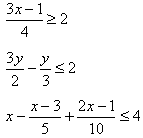 (3x − 1)/4 ≥ 2
3y/2 − y/3 ≤ 2
x − (x − 3)/5 + (2x − 1)/10 ≤ 4